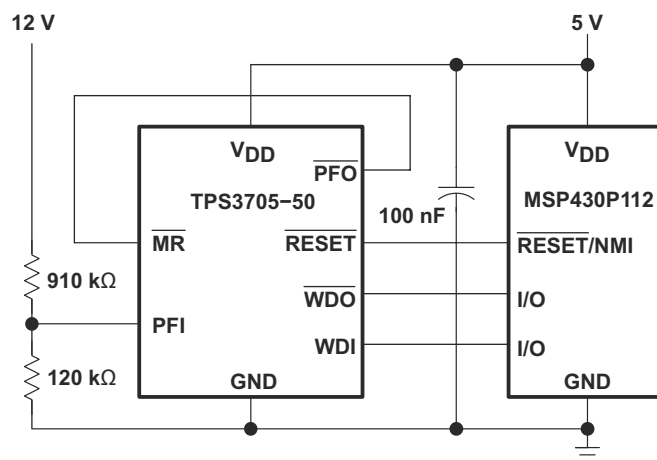 12 V
5 V
VDD
PFO
TPS3705−50
MR
RESET
910 kΩ
WDO
PFI
WDI
120 kΩ
GND
100 nF
VDD
MSP430P112
RESET/NMI
I/O
I/O
GND